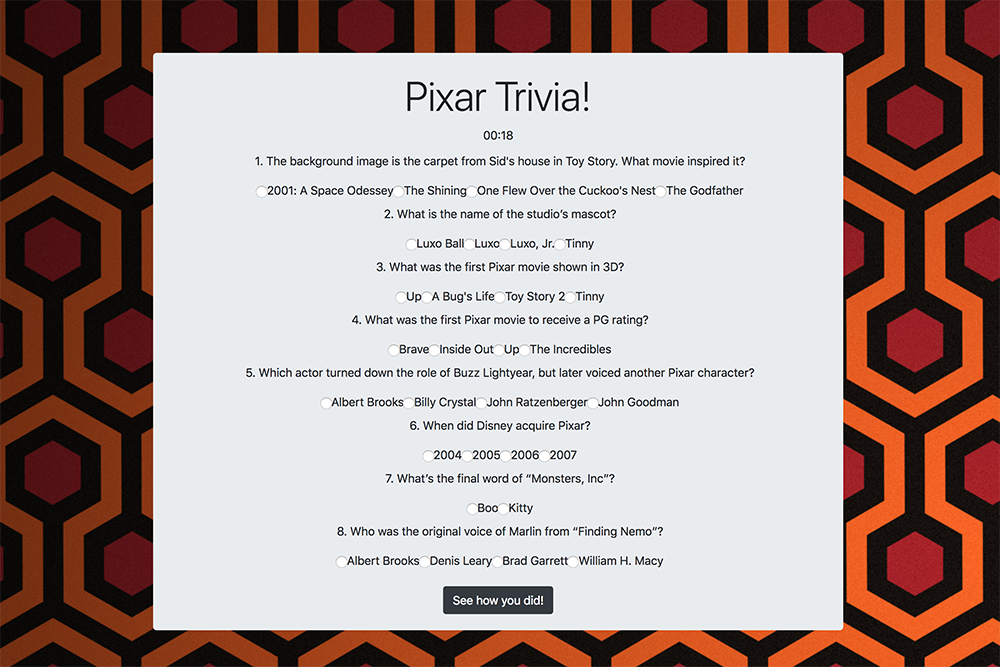 Pixar Trivia!
00:18
1. The background image is the carpet from Sid's house in Toy Story. What movie inspired it?
2001: A Space Odessey The Shining One Flew Over the Cuckoo's Nest The Godfather
2. What is the name of the studio’s mascot?
Luxo Ball Luxo Luxo, Jr. Tinny
3. What was the first Pixar movie shown in 3D?
Up A Bug's Life Toy Story 2 Tinny
4. What was the first Pixar movie to receive a PG rating?
Brave Inside Out Up The Incredibles
5. Which actor turned down the role of Buzz Lightyear, but later voiced another Pixar character?
Albert Brooks Billy Crystal John Ratzenberger John Goodman
6. When did Disney acquire Pixar?
2004 2005 2006 2007
7. What’s the final word of “Monsters, Inc”?
Boo Kitty
8. Who was the original voice of Marlin from “Finding Nemo”?
Albert Brooks Denis Leary Brad Garrett William H. Macy
See how you did!